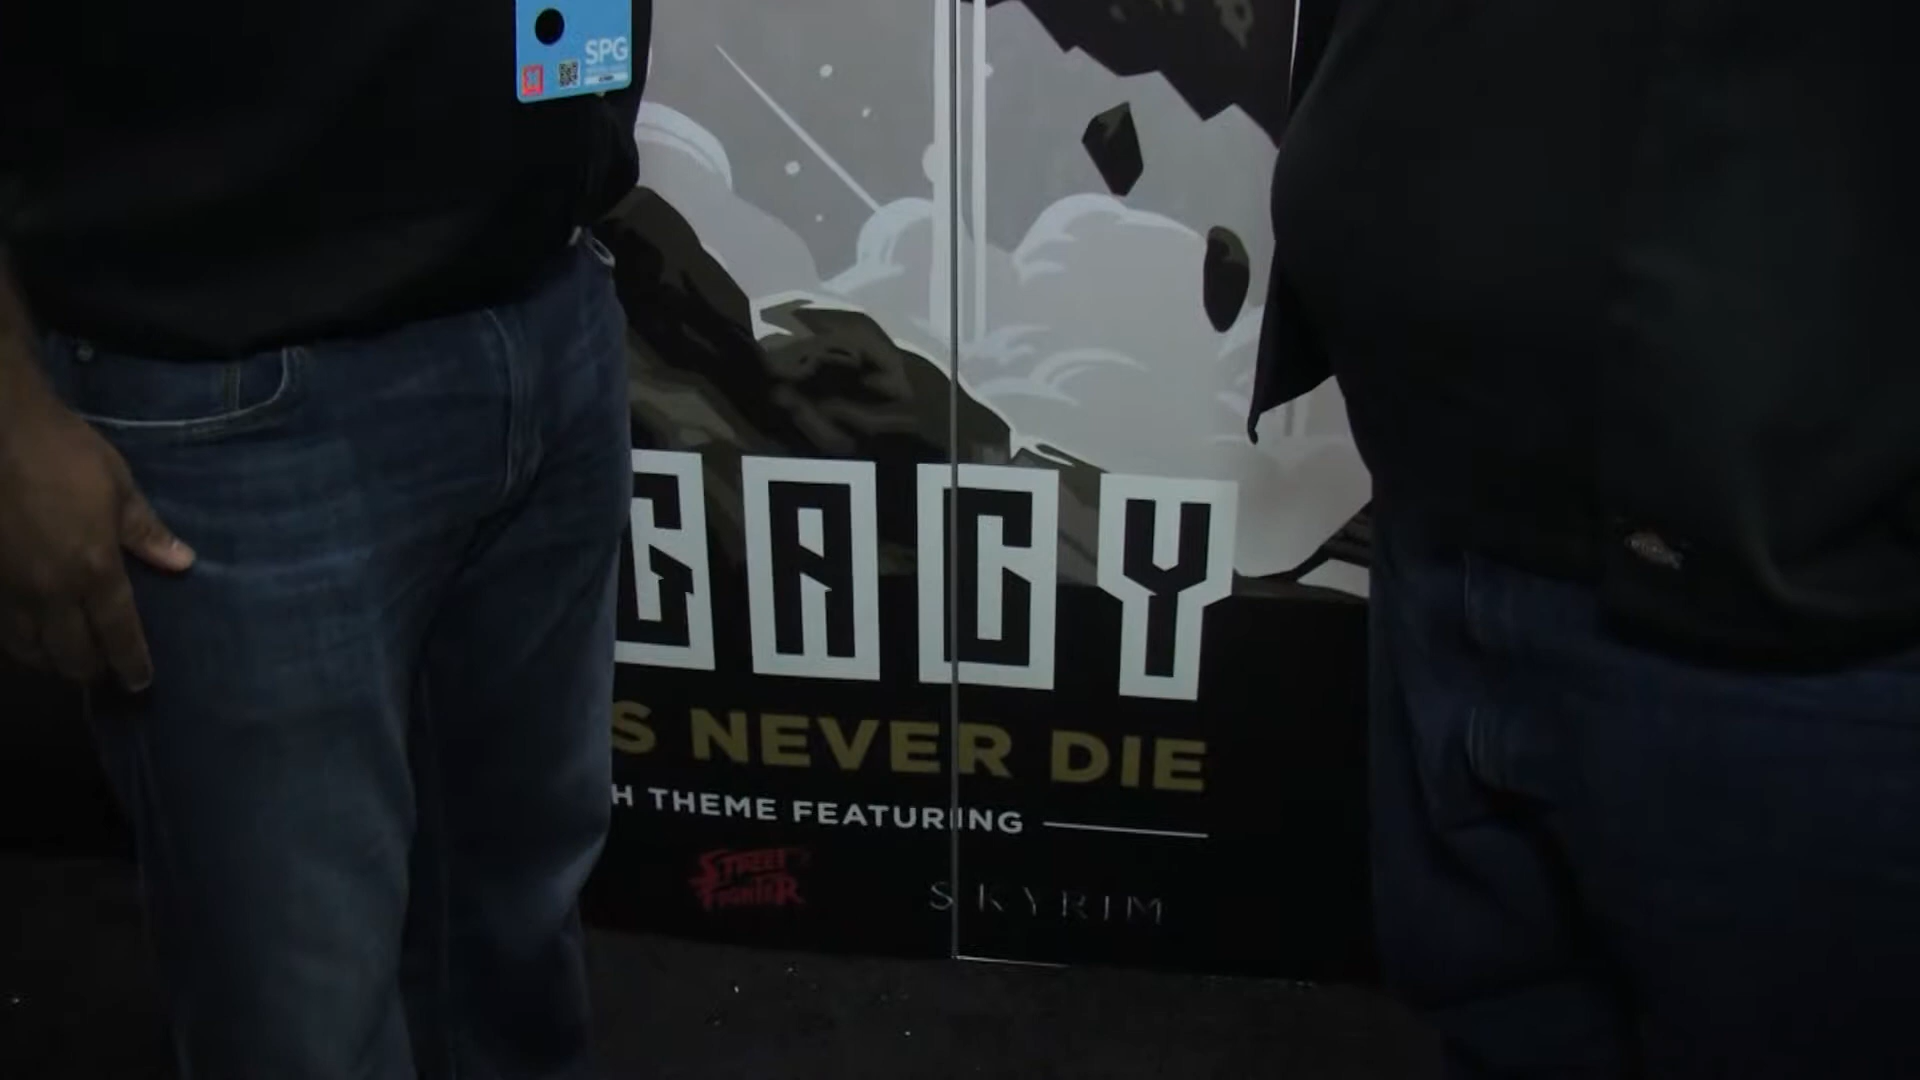 SPG
GACY
S NEVER DIE
H THEME FEATURING
STREET FIGHTER
SKYRIM